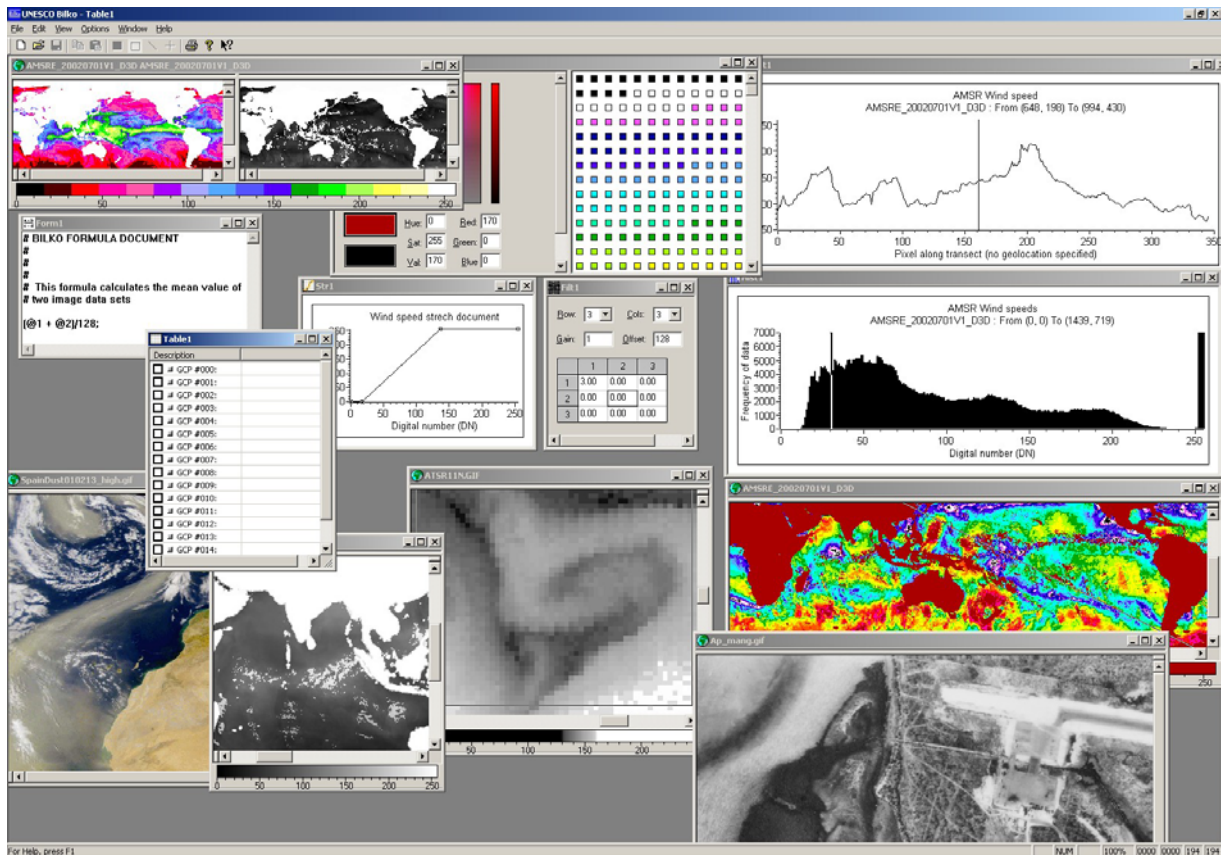 UNESCO Bilko - Table1
File Edit View Options Window Help
AMSRE_20020701V1_D3D AMSRE_20020701V1_D3D
0 50 100 150 200 250
Hue: 0 Red: 170
Sat: 255 Green: 0
Val: 170 Blue 0
AMSR Wind speed
AMSRE_20020701V1_D3D : From (648, 198) To (994, 430)
0 50 100 150 200 250 300 350
Pixel along transect (no geolocation specified)
Form1
# BILKO FORMULA DOCUMENT
#
#
#
# This formula calculates the mean value of
# two image data sets
(@1 + @2)/128;
Str1
Wind speed strech document
0 50 100 150 200 250
Digital number (DN)
Filt1
Row: 3 Cols: 3
Gain: 1 Offset: 128
1 2 3
1 3.00 0.00 0.00
2 0.00 0.00 0.00
3 0.00 0.00 0.00
AMSR Wind speeds
AMSRE_20020701V1_D3D : From (0, 0) To (1439, 719)
Frequency of data
7000
6000
5000
4000
3000
2000
1000
0
0 50 100 150 200 250
Digital number (DN)
Table1
Description
# GCP #000:
# GCP #001:
# GCP #002:
# GCP #003:
# GCP #004:
# GCP #005:
# GCP #006:
# GCP #007:
# GCP #008:
# GCP #009:
# GCP #010:
# GCP #011:
# GCP #012:
# GCP #013:
# GCP #014:
SpainDust010213_high.gif
ATSR11N.GIF
50 100 150 200
0 50 100 150 200 250
AMSRE_20020701V1_D3D
250
Ap_mang.gif
For Help, press F1
NUM 100% 0000 0000 194 194